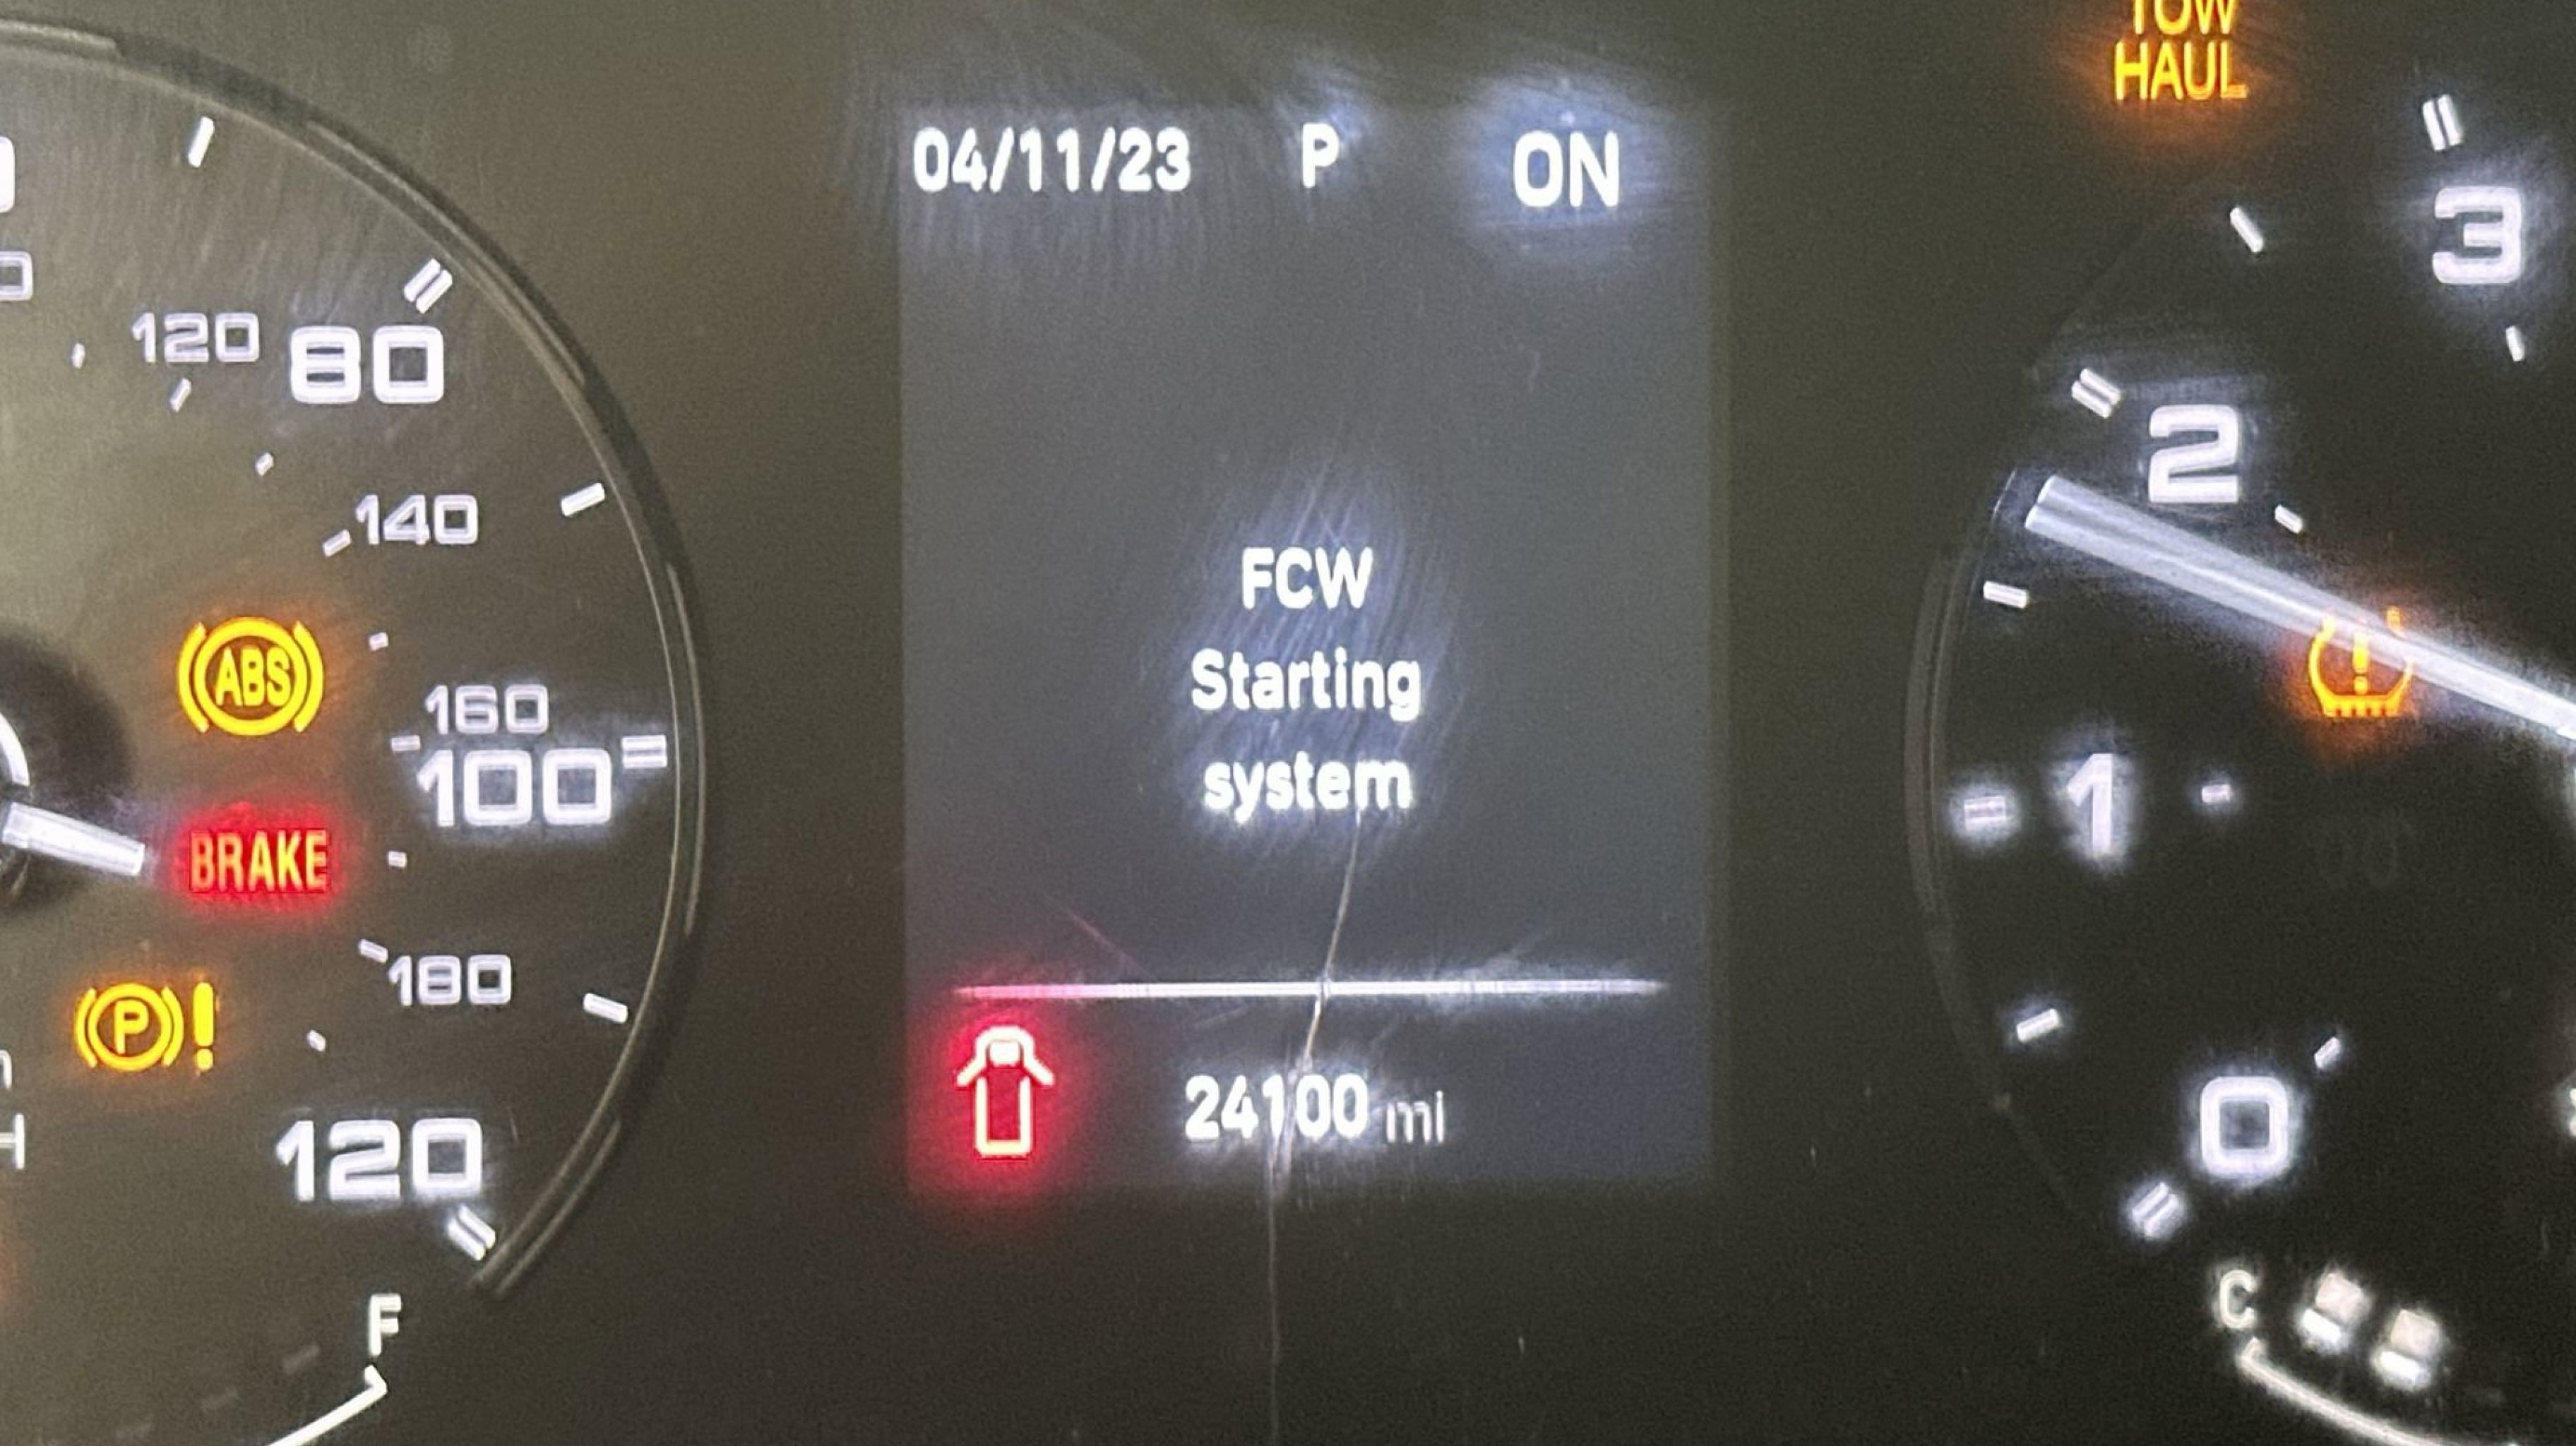 TOW
HAUL
04/11/23 P ON
3
120 80
2
140
FCW
ABS
Starting
160
100
system
1
BRAKE
180
P !
24100 mi
0
120
F
C